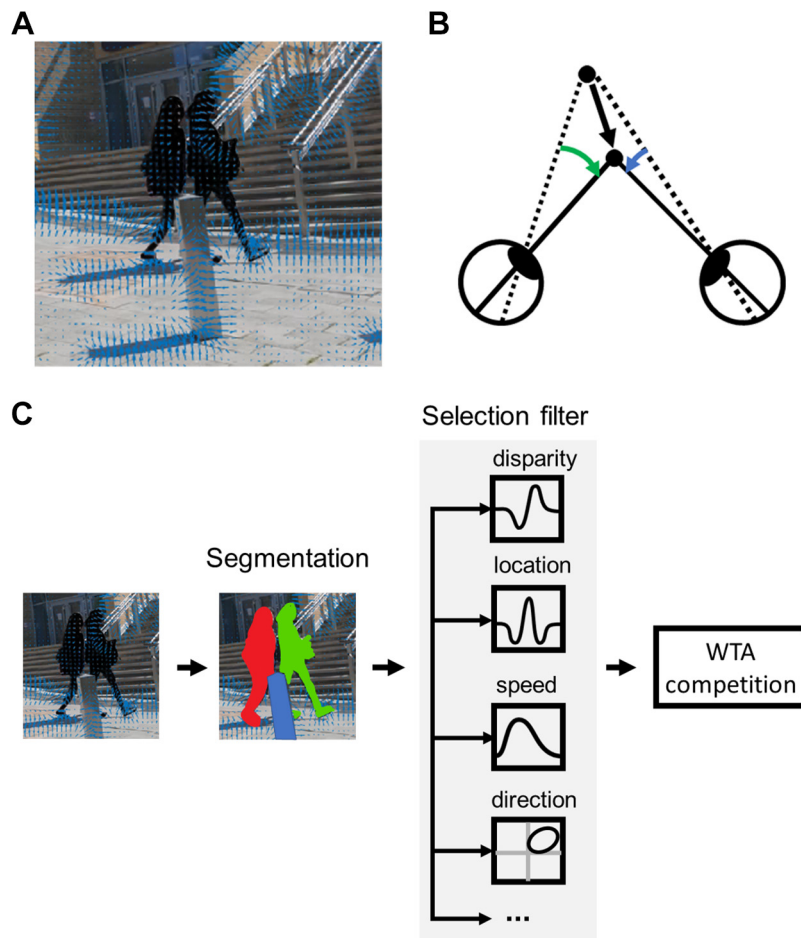 A
B
C
Selection filter
disparity
Segmentation
location
speed
direction
...
WTA
competition